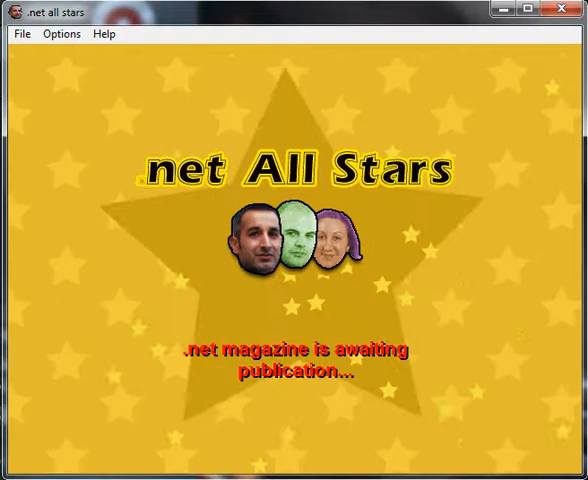 .net all stars
File Options Help
.net All Stars
.net magazine is awaiting
publication...